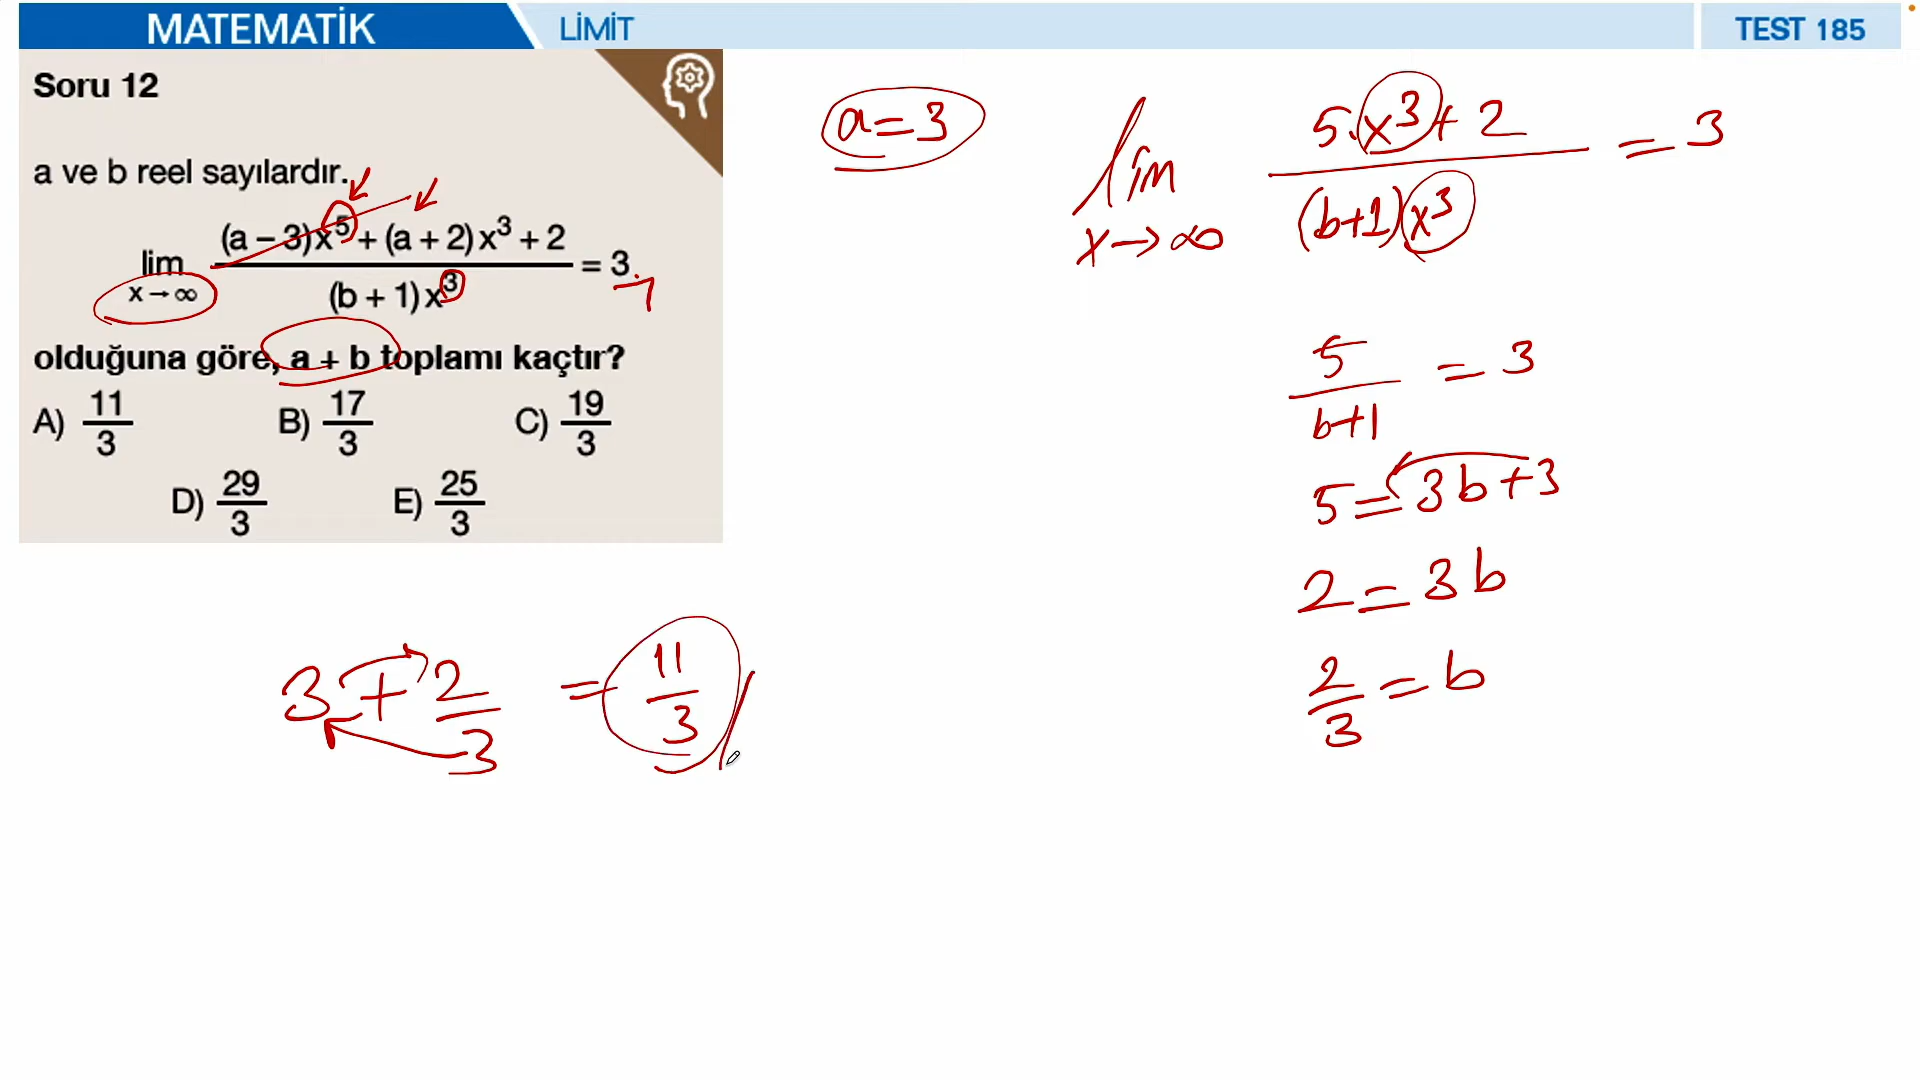 MATEMATİK
LİMİT
TEST 185
Soru 12
a ve b reel sayılardır.
lim x→∞ ((a − 3)x⁵ + (a + 2)x³ + 2) / ((b + 1)x³) = 3
olduğuna göre, a + b toplamı kaçtır?
A) 11/3 B) 17/3 C) 19/3
D) 29/3 E) 25/3
a = 3
lim x→∞ (5.x³ + 2) / ((b+1)x³) = 3
5/(b+1) = 3
5 = 3b+3
2 = 3b
2/3 = b
3 + 2/3 = 11/3